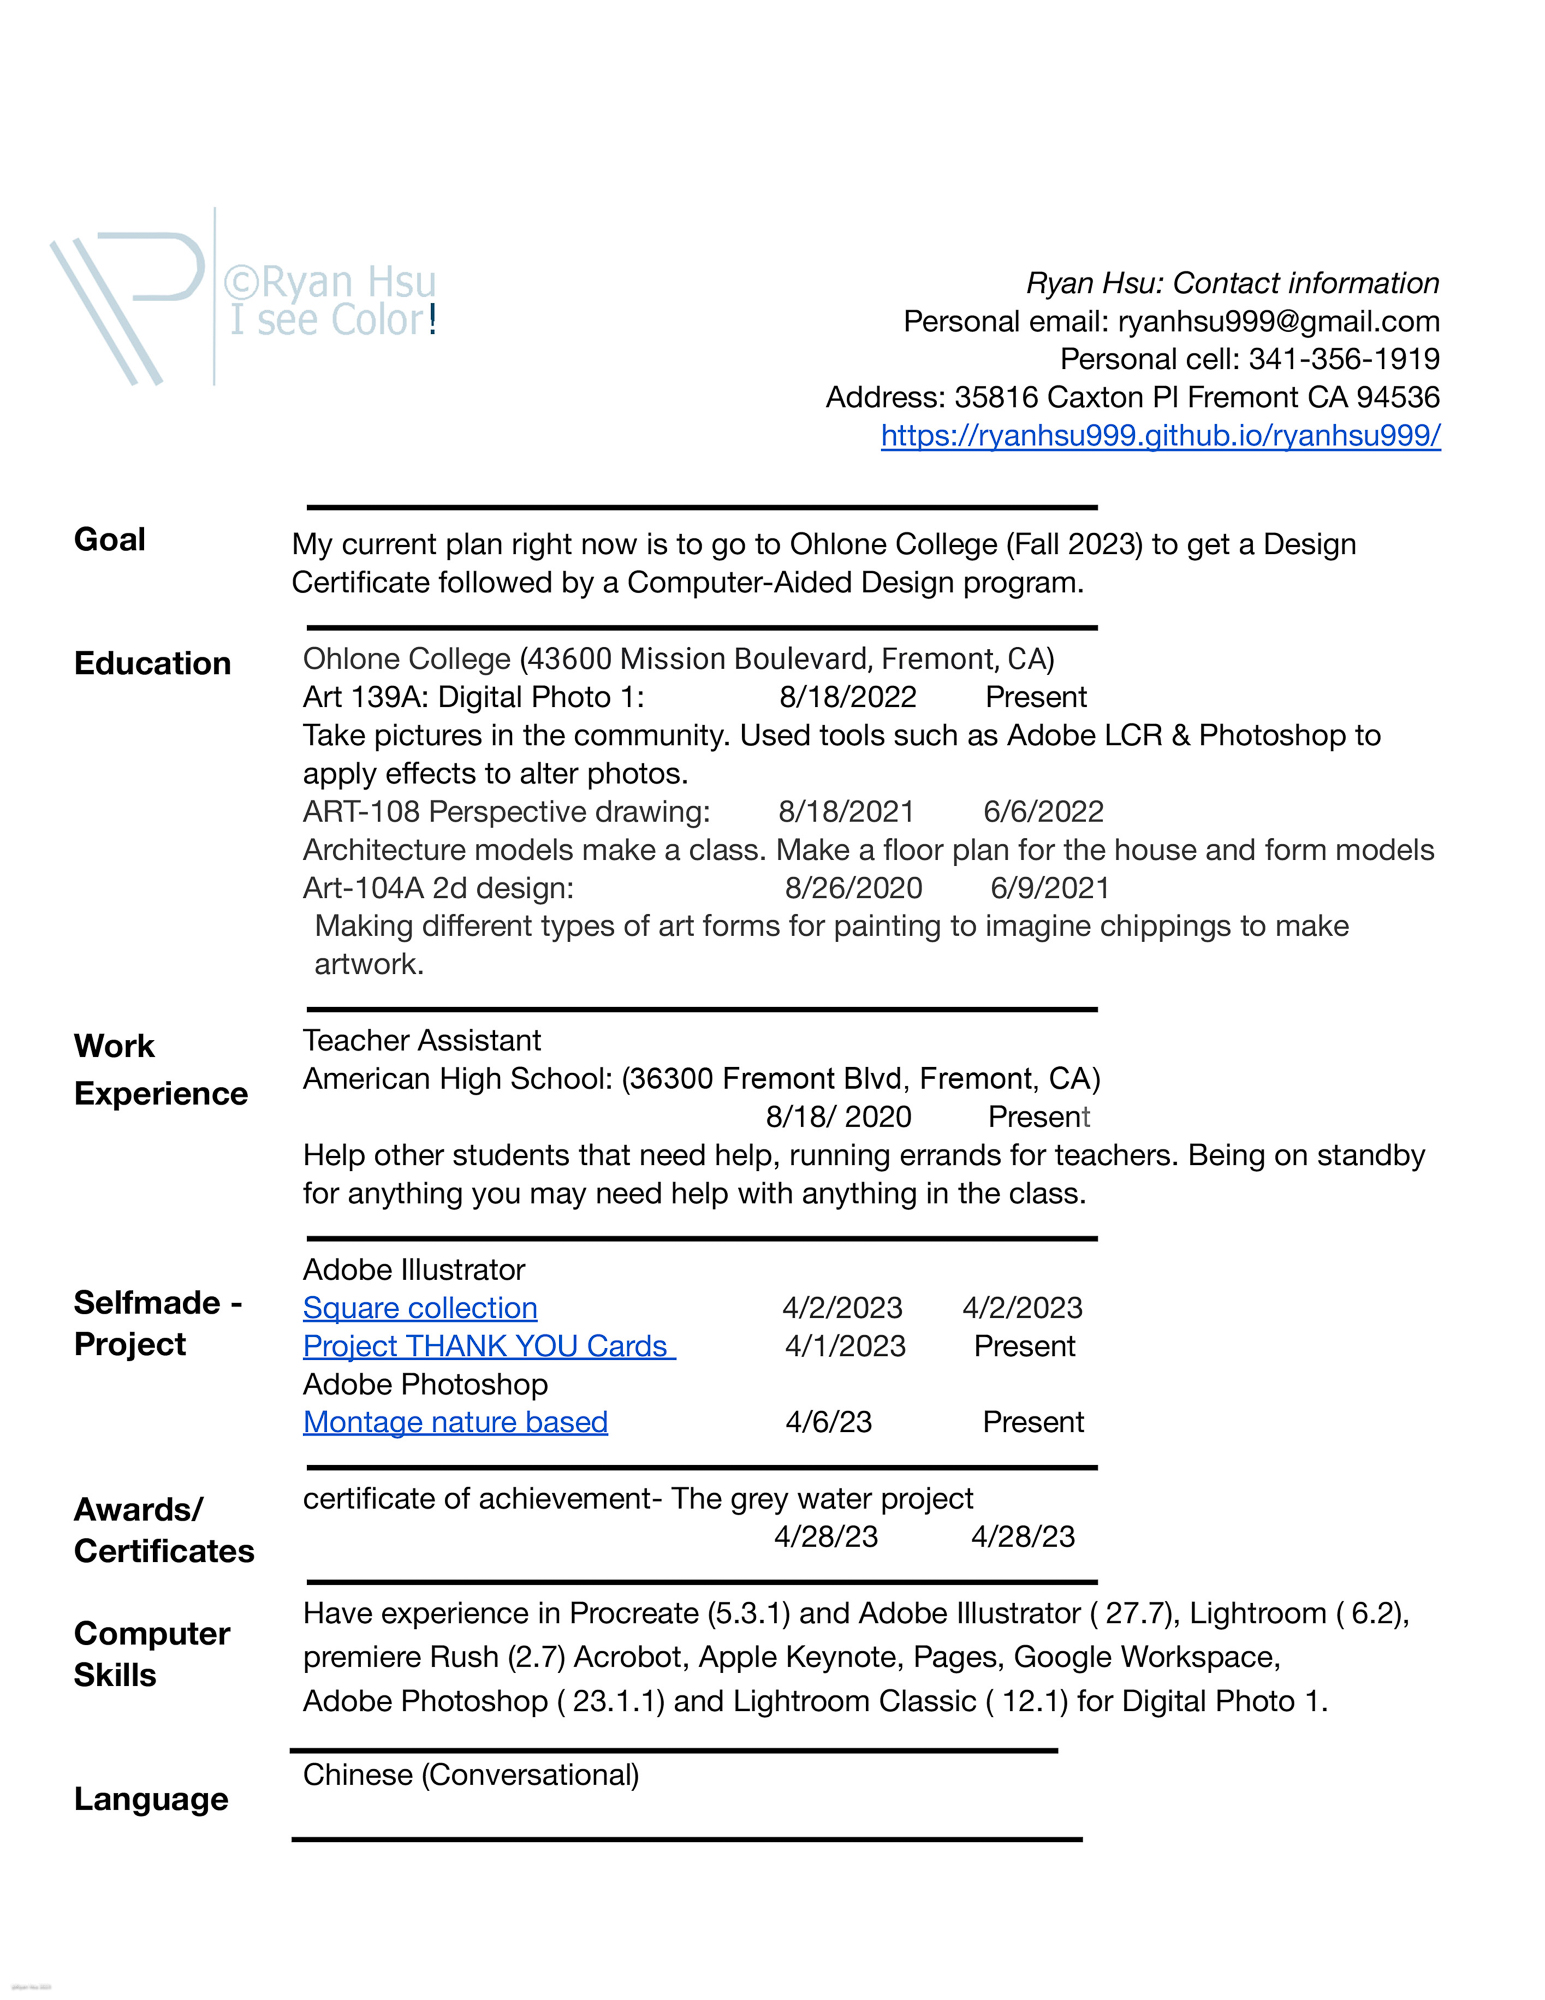 ©Ryan Hsu
I see Color!
Ryan Hsu: Contact information
Personal email: ryanhsu999@gmail.com
Personal cell: 341-356-1919
Address: 35816 Caxton Pl Fremont CA 94536
https://ryanhsu999.github.io/ryanhsu999/
Goal
My current plan right now is to go to Ohlone College (Fall 2023) to get a Design
Certificate followed by a Computer-Aided Design program.
Education
Ohlone College (43600 Mission Boulevard, Fremont, CA)
Art 139A: Digital Photo 1: 8/18/2022 Present
Take pictures in the community. Used tools such as Adobe LCR & Photoshop to
apply effects to alter photos.
ART-108 Perspective drawing: 8/18/2021 6/6/2022
Architecture models make a class. Make a floor plan for the house and form models
Art-104A 2d design: 8/26/2020 6/9/2021
Making different types of art forms for painting to imagine chippings to make
artwork.
Work
Experience
Teacher Assistant
American High School: (36300 Fremont Blvd, Fremont, CA)
8/18/ 2020 Present
Help other students that need help, running errands for teachers. Being on standby
for anything you may need help with anything in the class.
Selfmade -
Project
Adobe Illustrator
Square collection 4/2/2023 4/2/2023
Project THANK YOU Cards 4/1/2023 Present
Adobe Photoshop
Montage nature based 4/6/23 Present
Awards/
Certificates
certificate of achievement- The grey water project
4/28/23 4/28/23
Computer
Skills
Have experience in Procreate (5.3.1) and Adobe Illustrator ( 27.7), Lightroom ( 6.2),
premiere Rush (2.7) Acrobot, Apple Keynote, Pages, Google Workspace,
Adobe Photoshop ( 23.1.1) and Lightroom Classic ( 12.1) for Digital Photo 1.
Language
Chinese (Conversational)